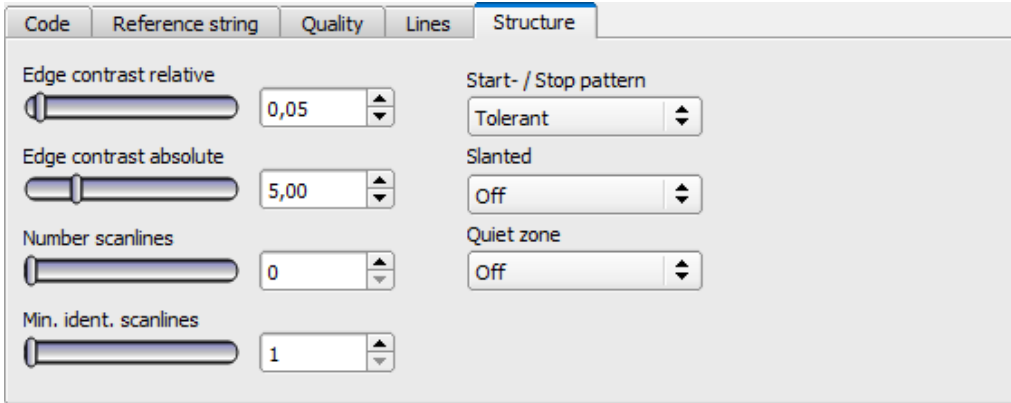 Code Reference string Quality Lines Structure
Edge contrast relative
0,05
Edge contrast absolute
5,00
Number scanlines
0
Min. ident. scanlines
1
Start- / Stop pattern
Tolerant
Slanted
Off
Quiet zone
Off